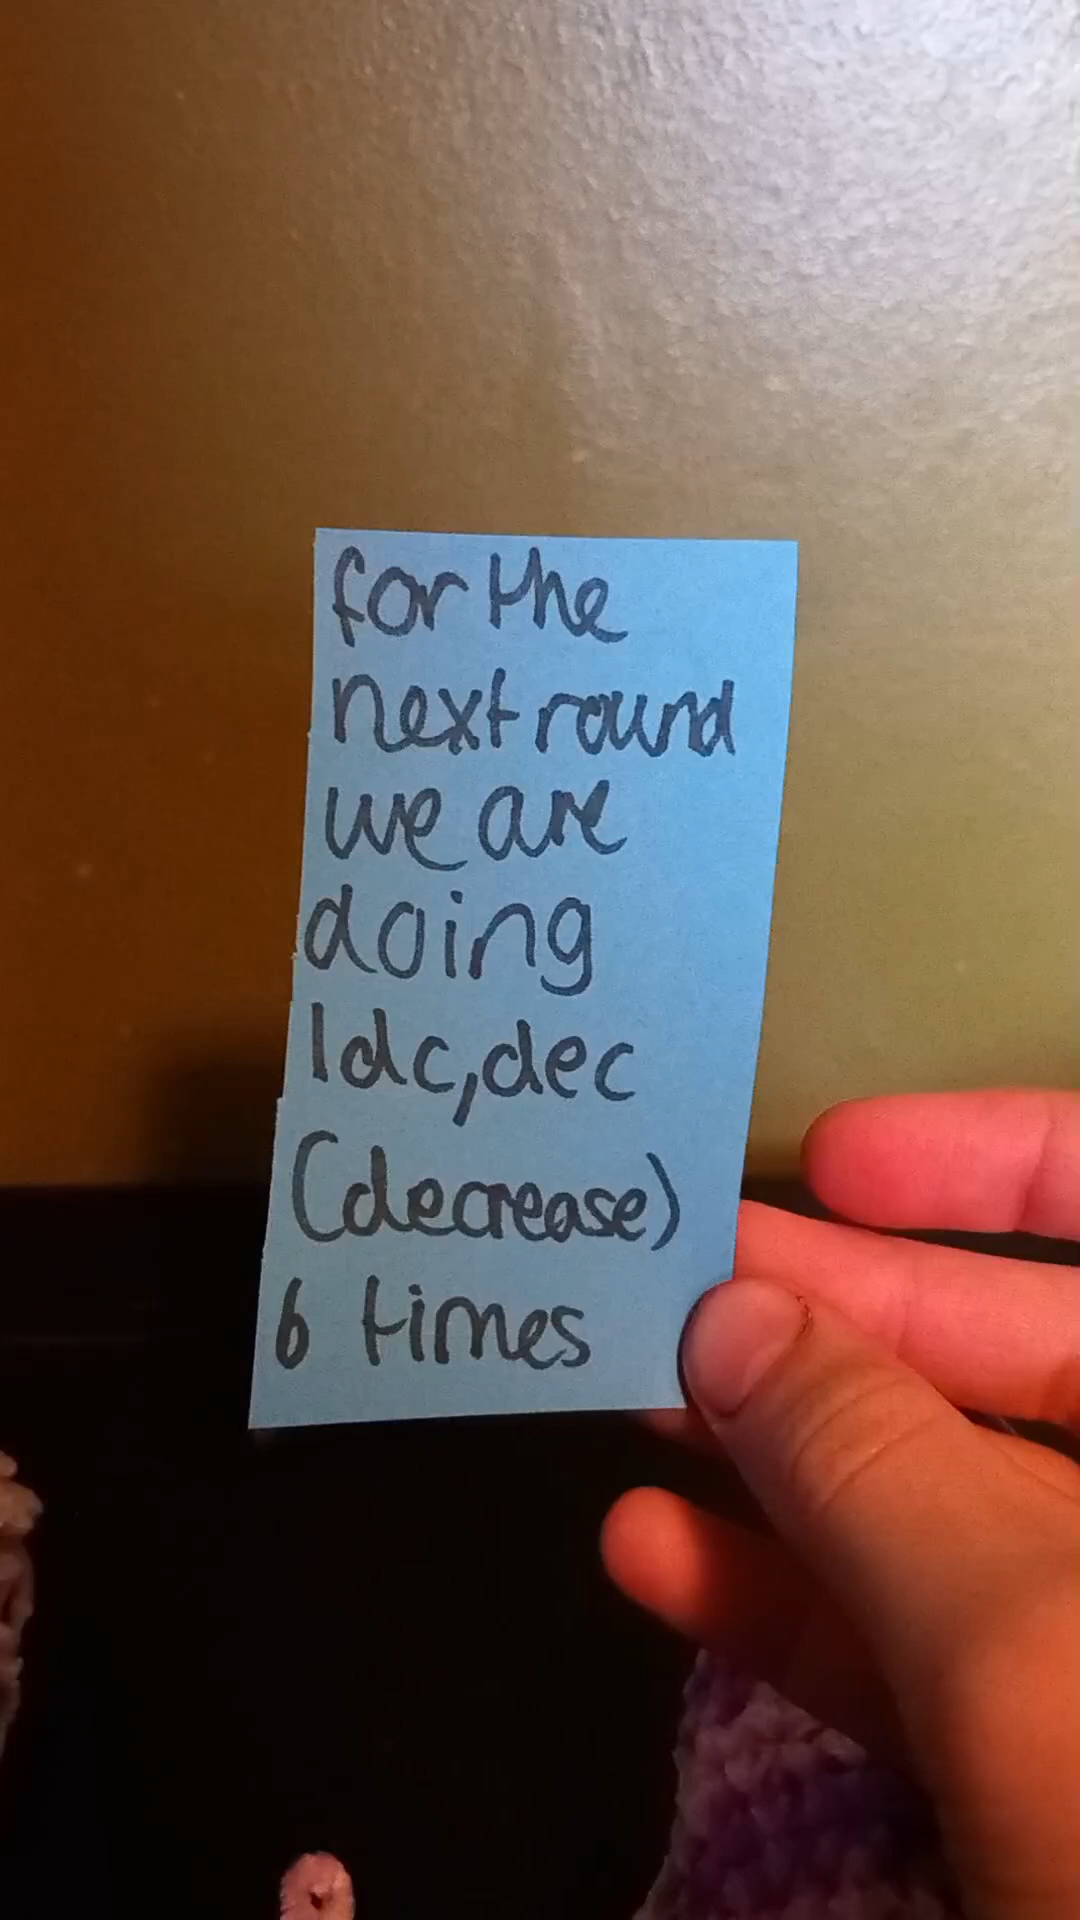 for the
next round
we are
doing
1dc, dec
(decrease)
6 times